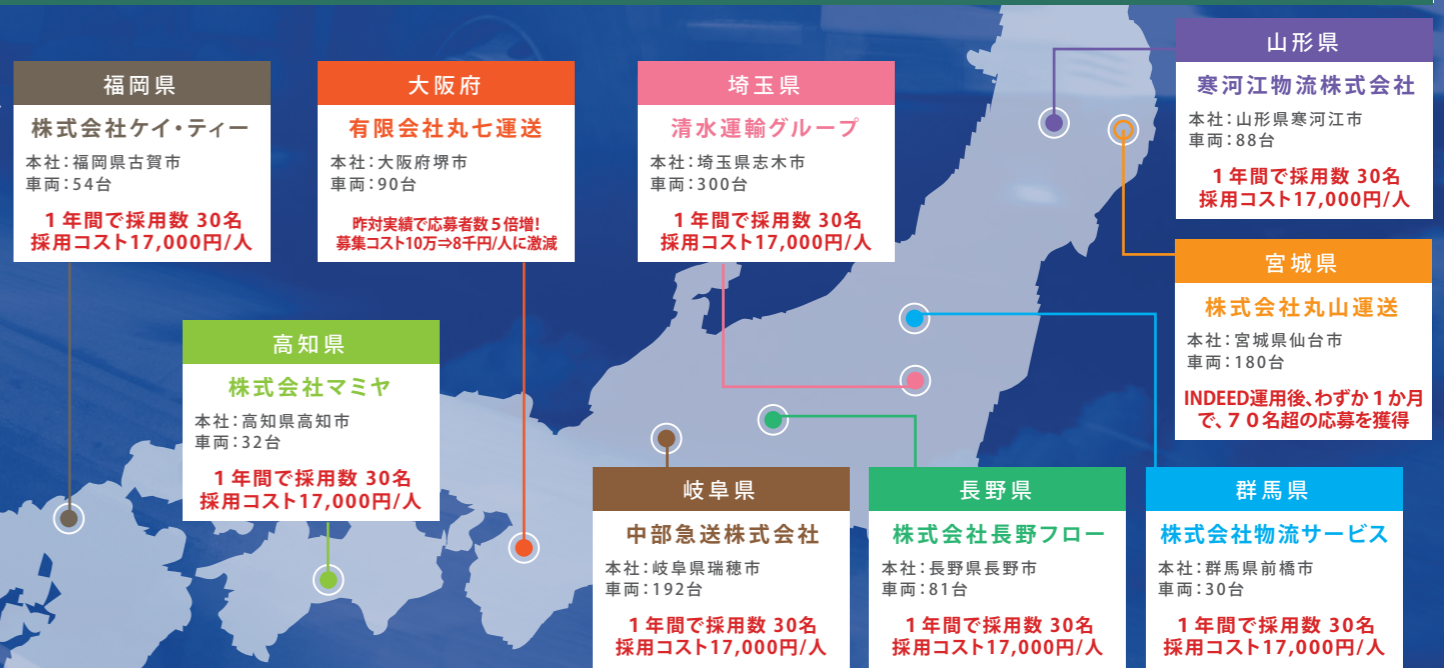 福岡県
株式会社ケイ・ティー
本社：福岡県古賀市
車両：54台
１年間で採用数 30名
採用コスト17,000円/人
大阪府
有限会社丸七運送
本社：大阪府堺市
車両：90台
昨対実績で応募者数５倍増！
募集コスト10万⇒8千円/人に激減
埼玉県
清水運輸グループ
本社：埼玉県志木市
車両：300台
１年間で採用数 30名
採用コスト17,000円/人
山形県
寒河江物流株式会社
本社：山形県寒河江市
車両：88台
１年間で採用数 30名
採用コスト17,000円/人
宮城県
株式会社丸山運送
本社：宮城県仙台市
車両：180台
INDEED運用後、わずか１か月
で、７０名超の応募を獲得
高知県
株式会社マミヤ
本社：高知県高知市
車両：32台
１年間で採用数 30名
採用コスト17,000円/人
岐阜県
中部急送株式会社
本社：岐阜県瑞穂市
車両：192台
１年間で採用数 30名
採用コスト17,000円/人
長野県
株式会社長野フロー
本社：長野県長野市
車両：81台
１年間で採用数 30名
採用コスト17,000円/人
群馬県
株式会社物流サービス
本社：群馬県前橋市
車両：30台
１年間で採用数 30名
採用コスト17,000円/人